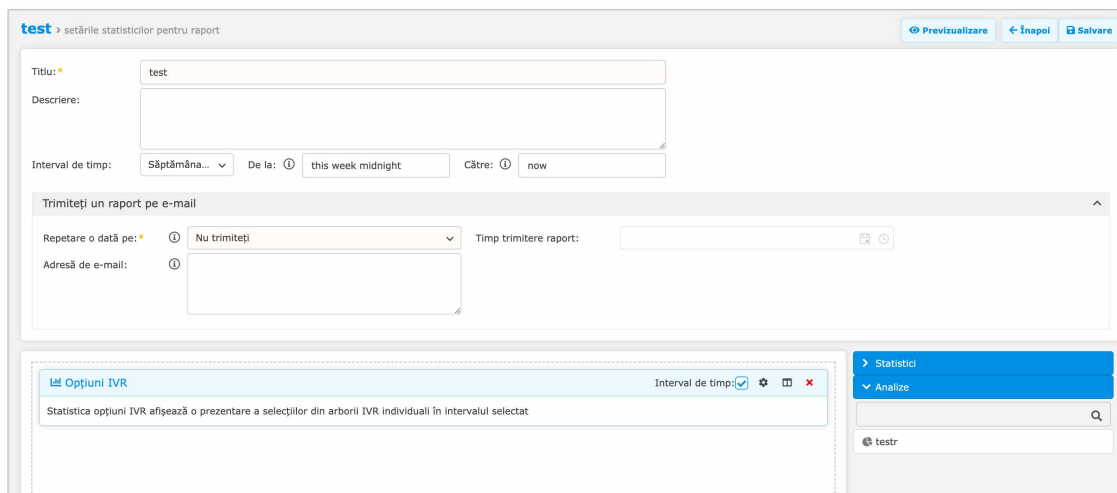 test > setările statisticilor pentru raport
Previzualizare
Înapoi
Salvare
Titlu:*
test
Descriere:
Interval de timp:
Săptămâna...
De la:
this week midnight
Către:
now
Trimiteți un raport pe e-mail
Repetare o dată pe:*
Nu trimiteți
Timp trimitere raport:
Adresă de e-mail:
Opțiuni IVR
Interval de timp:
Statistica opțiuni IVR afișează o prezentare a selecțiilor din arborii IVR individuali în intervalul selectat
Statistici
Analize
testr